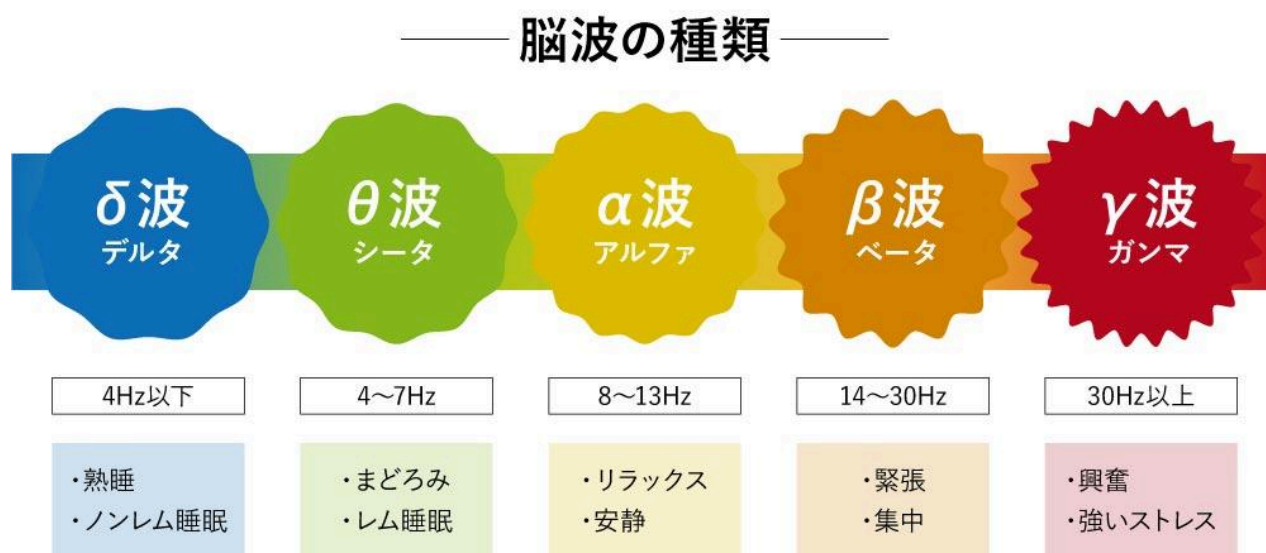 脳波の種類
δ波
デルタ
θ波
シータ
α波
アルファ
β波
ベータ
γ波
ガンマ
4Hz以下
4〜7Hz
8〜13Hz
14〜30Hz
30Hz以上
・熟睡
・ノンレム睡眠
・まどろみ
・レム睡眠
・リラックス
・安静
・緊張
・集中
・興奮
・強いストレス